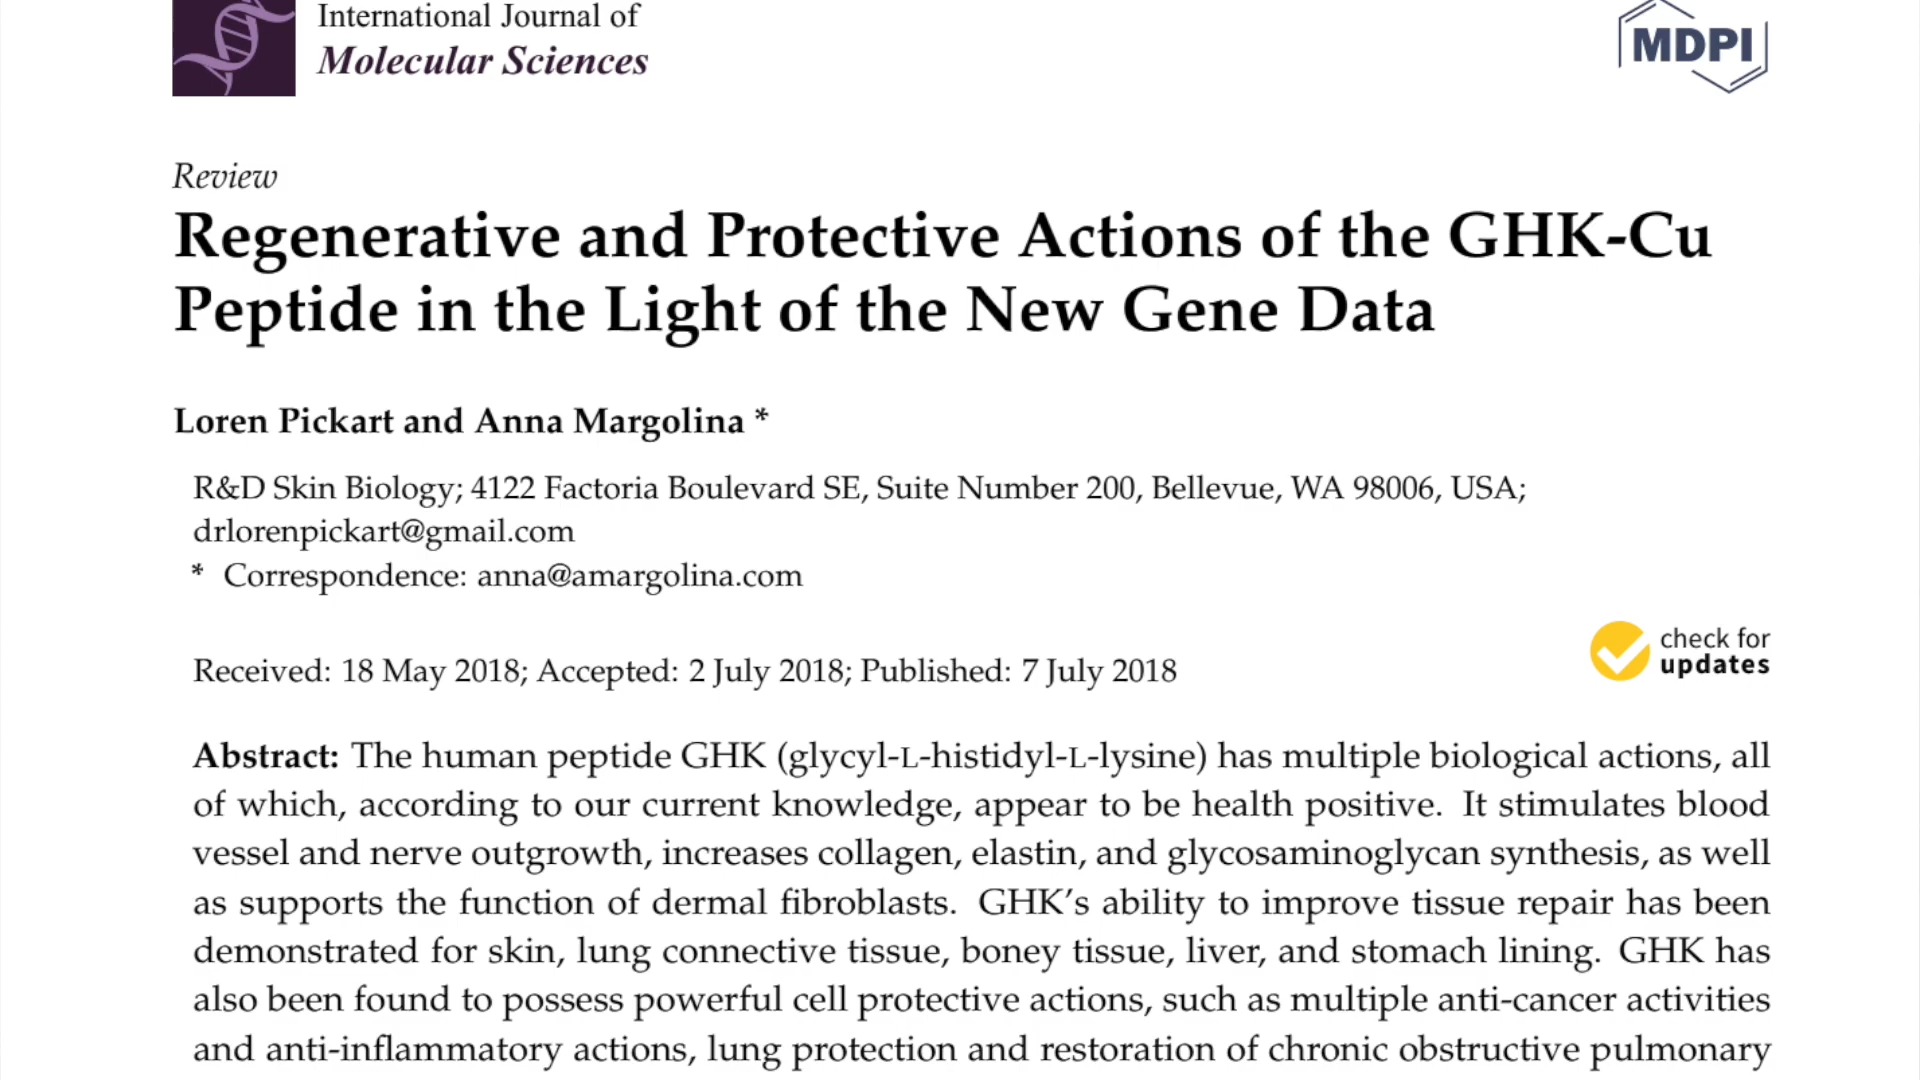 International Journal of
Molecular Sciences
MDPI
Review
Regenerative and Protective Actions of the GHK-Cu
Peptide in the Light of the New Gene Data
Loren Pickart and Anna Margolina *
R&D Skin Biology; 4122 Factoria Boulevard SE, Suite Number 200, Bellevue, WA 98006, USA;
drlorenpickart@gmail.com
* Correspondence: anna@amargolina.com
Received: 18 May 2018; Accepted: 2 July 2018; Published: 7 July 2018
check for
updates
Abstract: The human peptide GHK (glycyl-L-histidyl-L-lysine) has multiple biological actions, all
of which, according to our current knowledge, appear to be health positive. It stimulates blood
vessel and nerve outgrowth, increases collagen, elastin, and glycosaminoglycan synthesis, as well
as supports the function of dermal fibroblasts. GHK’s ability to improve tissue repair has been
demonstrated for skin, lung connective tissue, boney tissue, liver, and stomach lining. GHK has
also been found to possess powerful cell protective actions, such as multiple anti-cancer activities
and anti-inflammatory actions, lung protection and restoration of chronic obstructive pulmonary